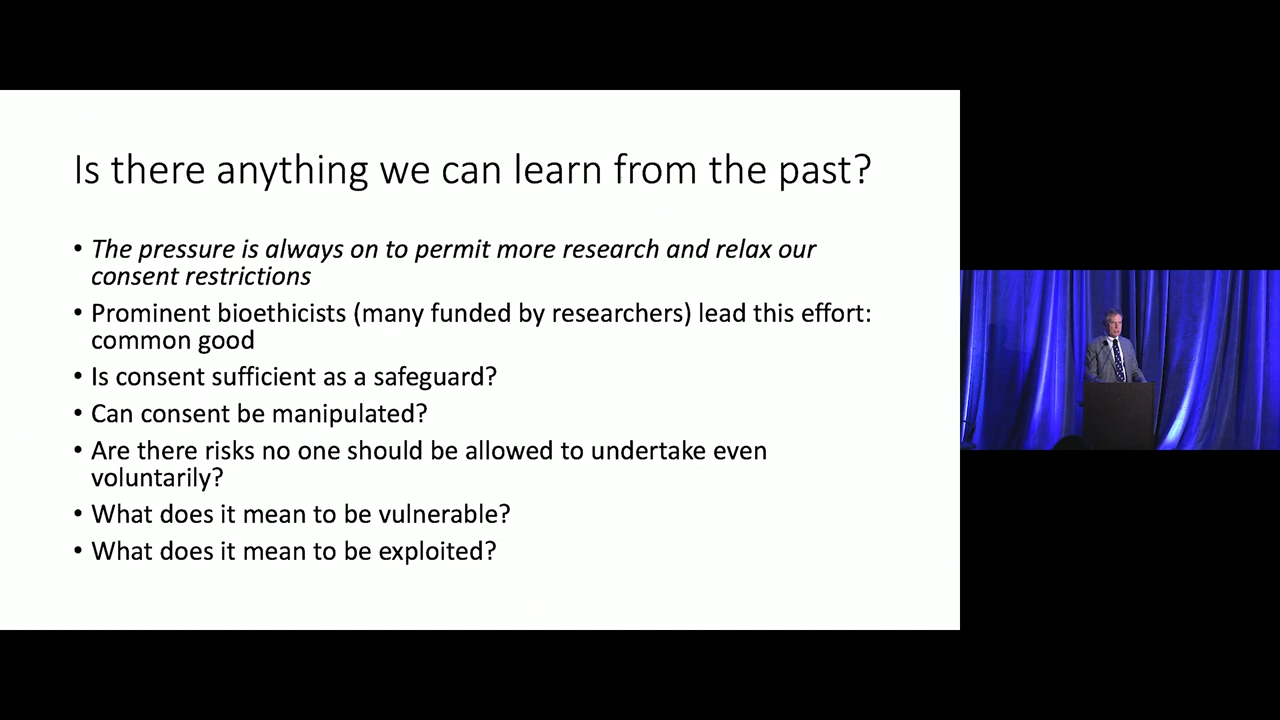 Is there anything we can learn from the past?
• The pressure is always on to permit more research and relax our
consent restrictions
• Prominent bioethicists (many funded by researchers) lead this effort:
common good
• Is consent sufficient as a safeguard?
• Can consent be manipulated?
• Are there risks no one should be allowed to undertake even
voluntarily?
• What does it mean to be vulnerable?
• What does it mean to be exploited?